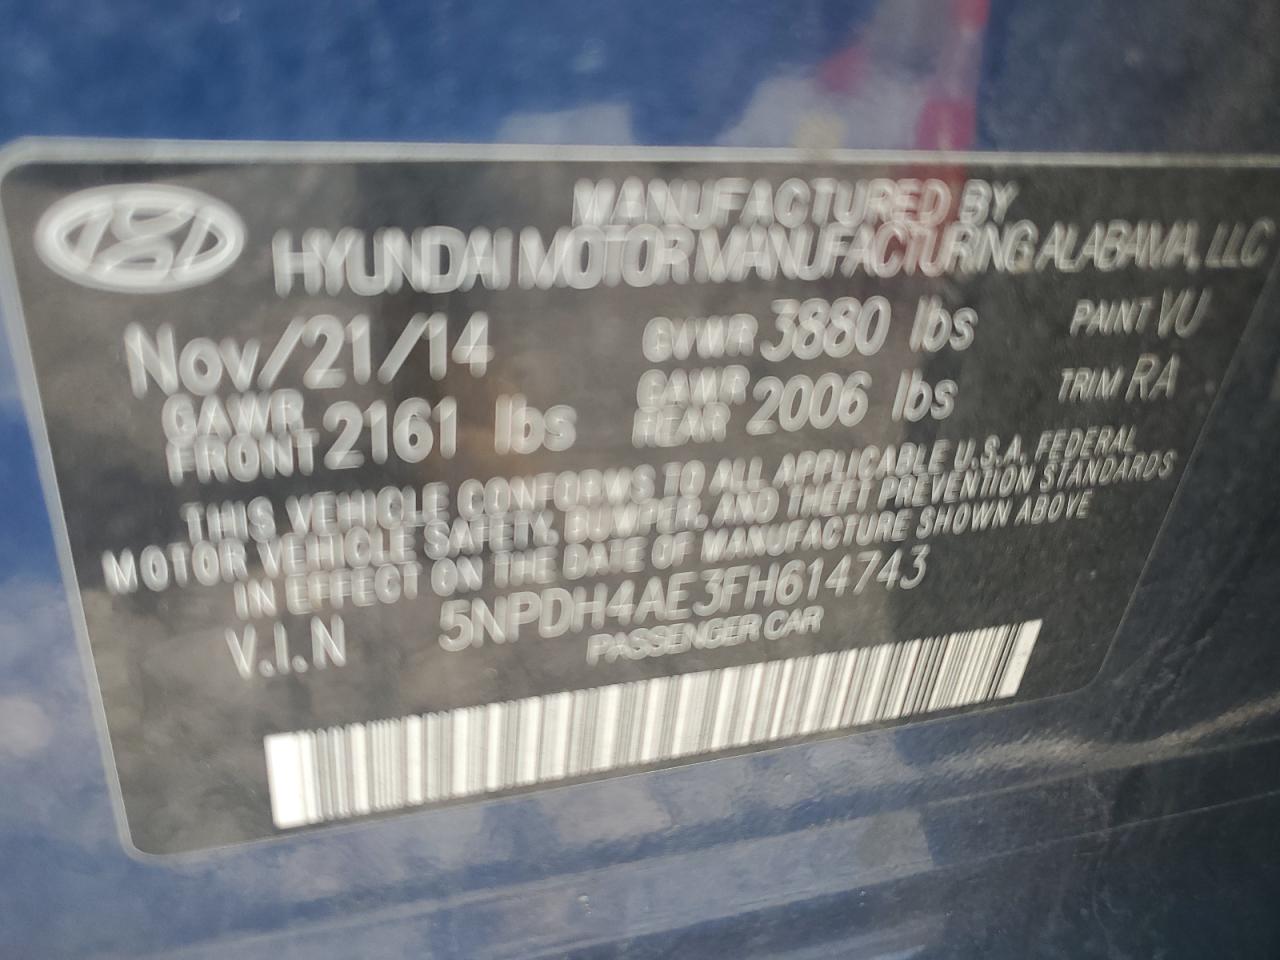 MANUFACTURED BY
HYUNDAI MOTOR MANUFACTURING ALABAMA, LLC
Nov/21/14 GVWR 3880 lbs PAINT VU
GAWR FRONT 2161 lbs GAWR REAR 2006 lbs TRIM RA
THIS VEHICLE CONFORMS TO ALL APPLICABLE U.S.A. FEDERAL
MOTOR VEHICLE SAFETY, BUMPER, AND THEFT PREVENTION STANDARDS
IN EFFECT ON THE DATE OF MANUFACTURE SHOWN ABOVE
V.I.N 5NPDH4AE3FH614743
PASSENGER CAR